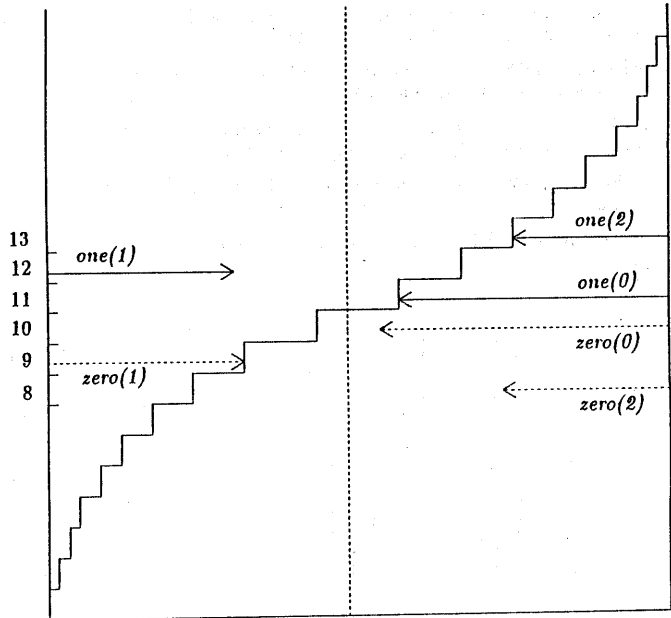 13
one(2)
one(1)
12
one(0)
11
10
zero(0)
9
zero(1)
8
zero(2)